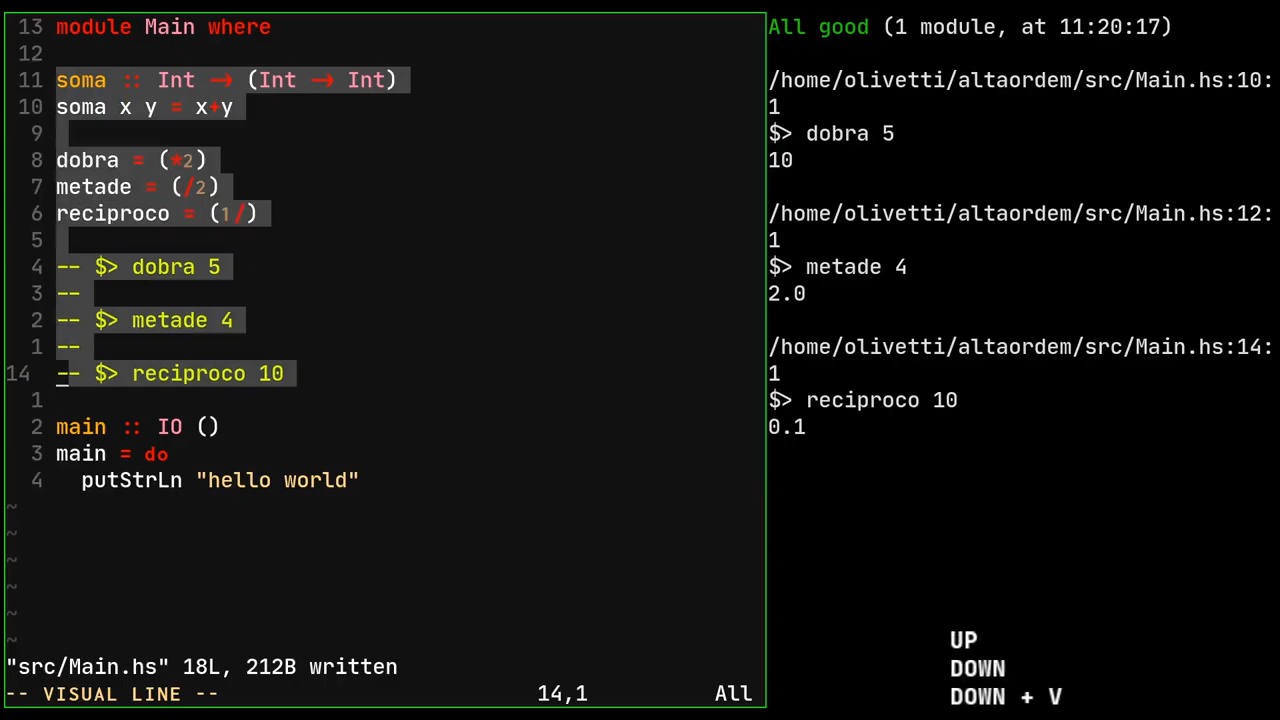 13 module Main where
12
11 soma :: Int → (Int → Int)
10 soma x y = x+y
9
8 dobra = (*2)
7 metade = (/2)
6 reciproco = (1/)
5
4 -- $> dobra 5
3 --
2 -- $> metade 4
1 --
14 -- $> reciproco 10
1
2 main :: IO ()
3 main = do
4 putStrLn "hello world"
~
~
~
~
~
~
"src/Main.hs" 18L, 212B written
-- VISUAL LINE -- 14,1 All
All good (1 module, at 11:20:17)
/home/olivetti/altaordem/src/Main.hs:10:
1
$> dobra 5
10
/home/olivetti/altaordem/src/Main.hs:12:
1
$> metade 4
2.0
/home/olivetti/altaordem/src/Main.hs:14:
1
$> reciproco 10
0.1
UP
DOWN
DOWN + V